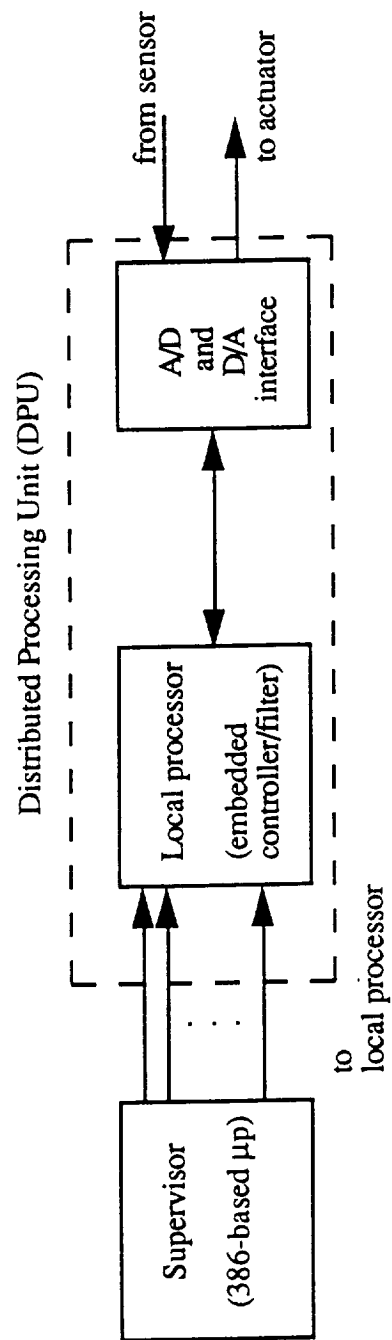 Distributed Processing Unit (DPU)
Supervisor
(386-based μp)
. . .
to
local processor
Local processor
(embedded
controller/filter)
A/D
and
D/A
interface
from sensor
to actuator